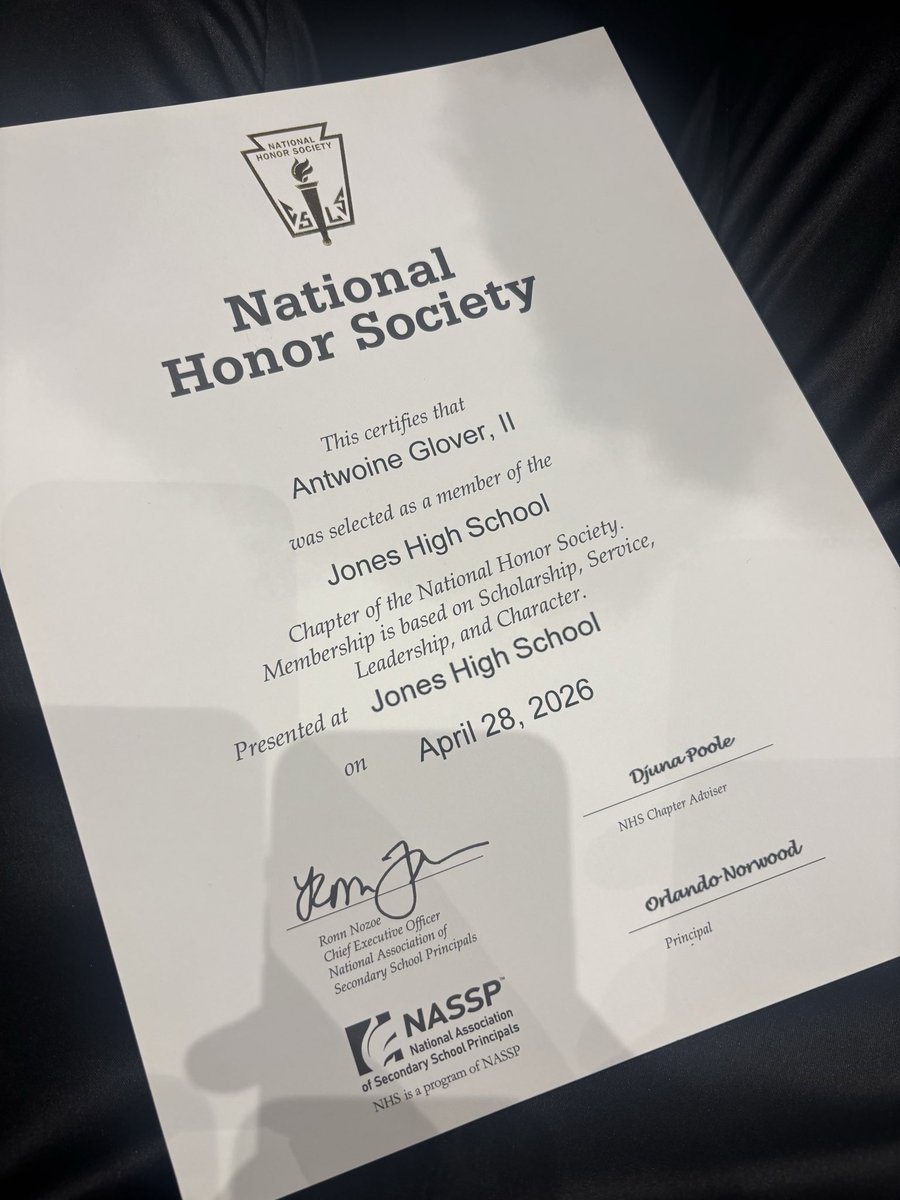 NATIONAL
HONOR SOCIETY
National
Honor Society
This certifies that
Antwoine Glover, II
was selected as a member of the
Jones High School
Chapter of the National Honor Society.
Membership is based on Scholarship, Service,
Leadership, and Character.
Presented at Jones High School
on April 28, 2026
Djuna Poole
NHS Chapter Adviser
Ronn Nozoe
Chief Executive Officer
National Association of
Secondary School Principals
Orlando Norwood
Principal
NASSP™
National Association
of Secondary School Principals
NHS is a program of NASSP